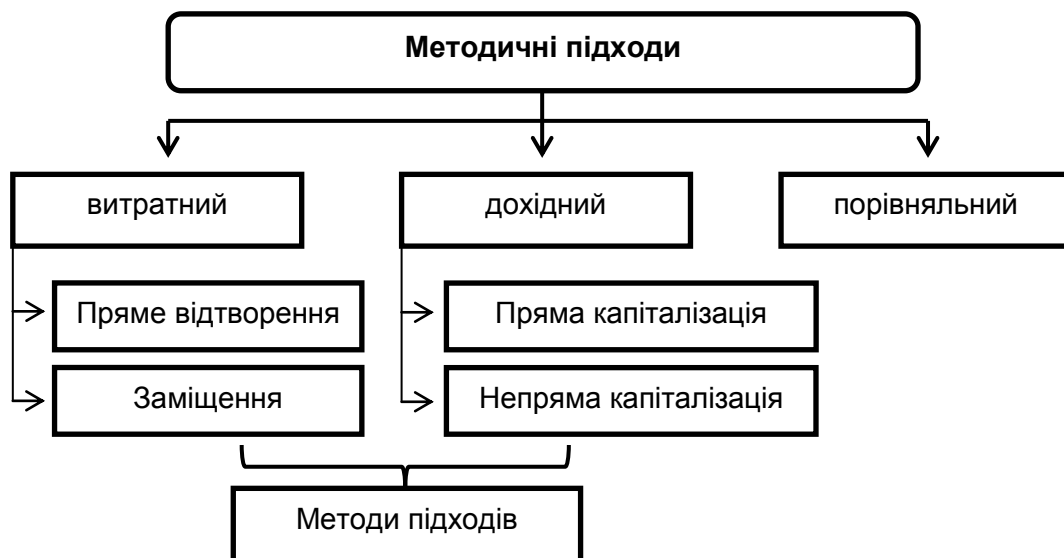 Методичні підходи
витратний
дохідний
порівняльний
Пряме відтворення
Пряма капіталізація
Заміщення
Непряма капіталізація
Методи підходів